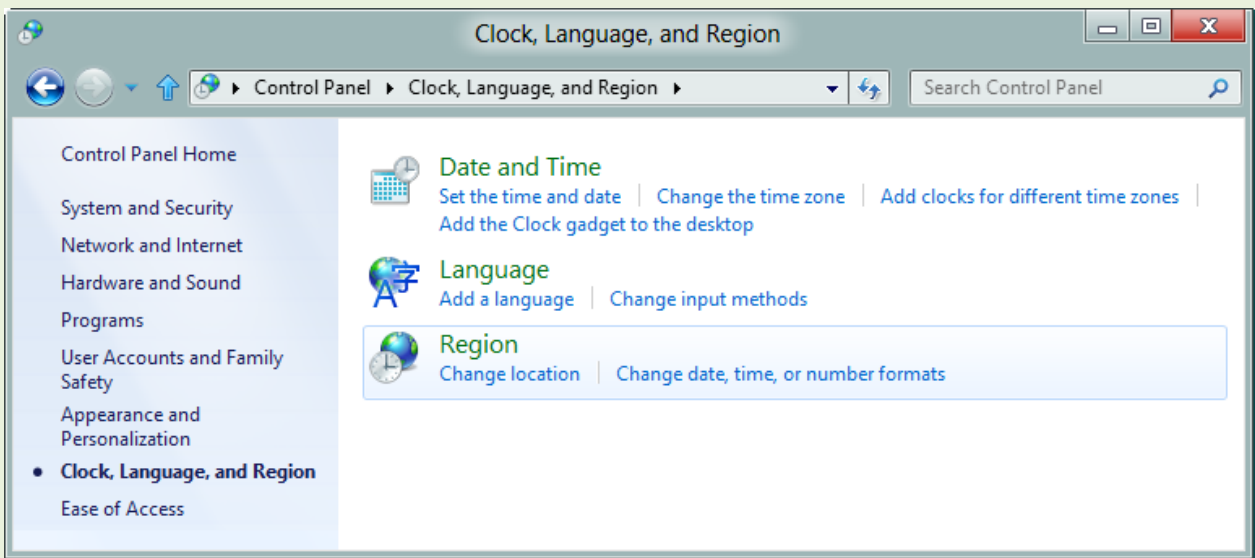 Clock, Language, and Region
Control Panel Clock, Language, and Region
Search Control Panel
Control Panel Home
System and Security
Network and Internet
Hardware and Sound
Programs
User Accounts and Family
Safety
Appearance and
Personalization
Clock, Language, and Region
Ease of Access
Date and Time
Set the time and date Change the time zone Add clocks for different time zones
Add the Clock gadget to the desktop
Language
Add a language Change input methods
Region
Change location Change date, time, or number formats